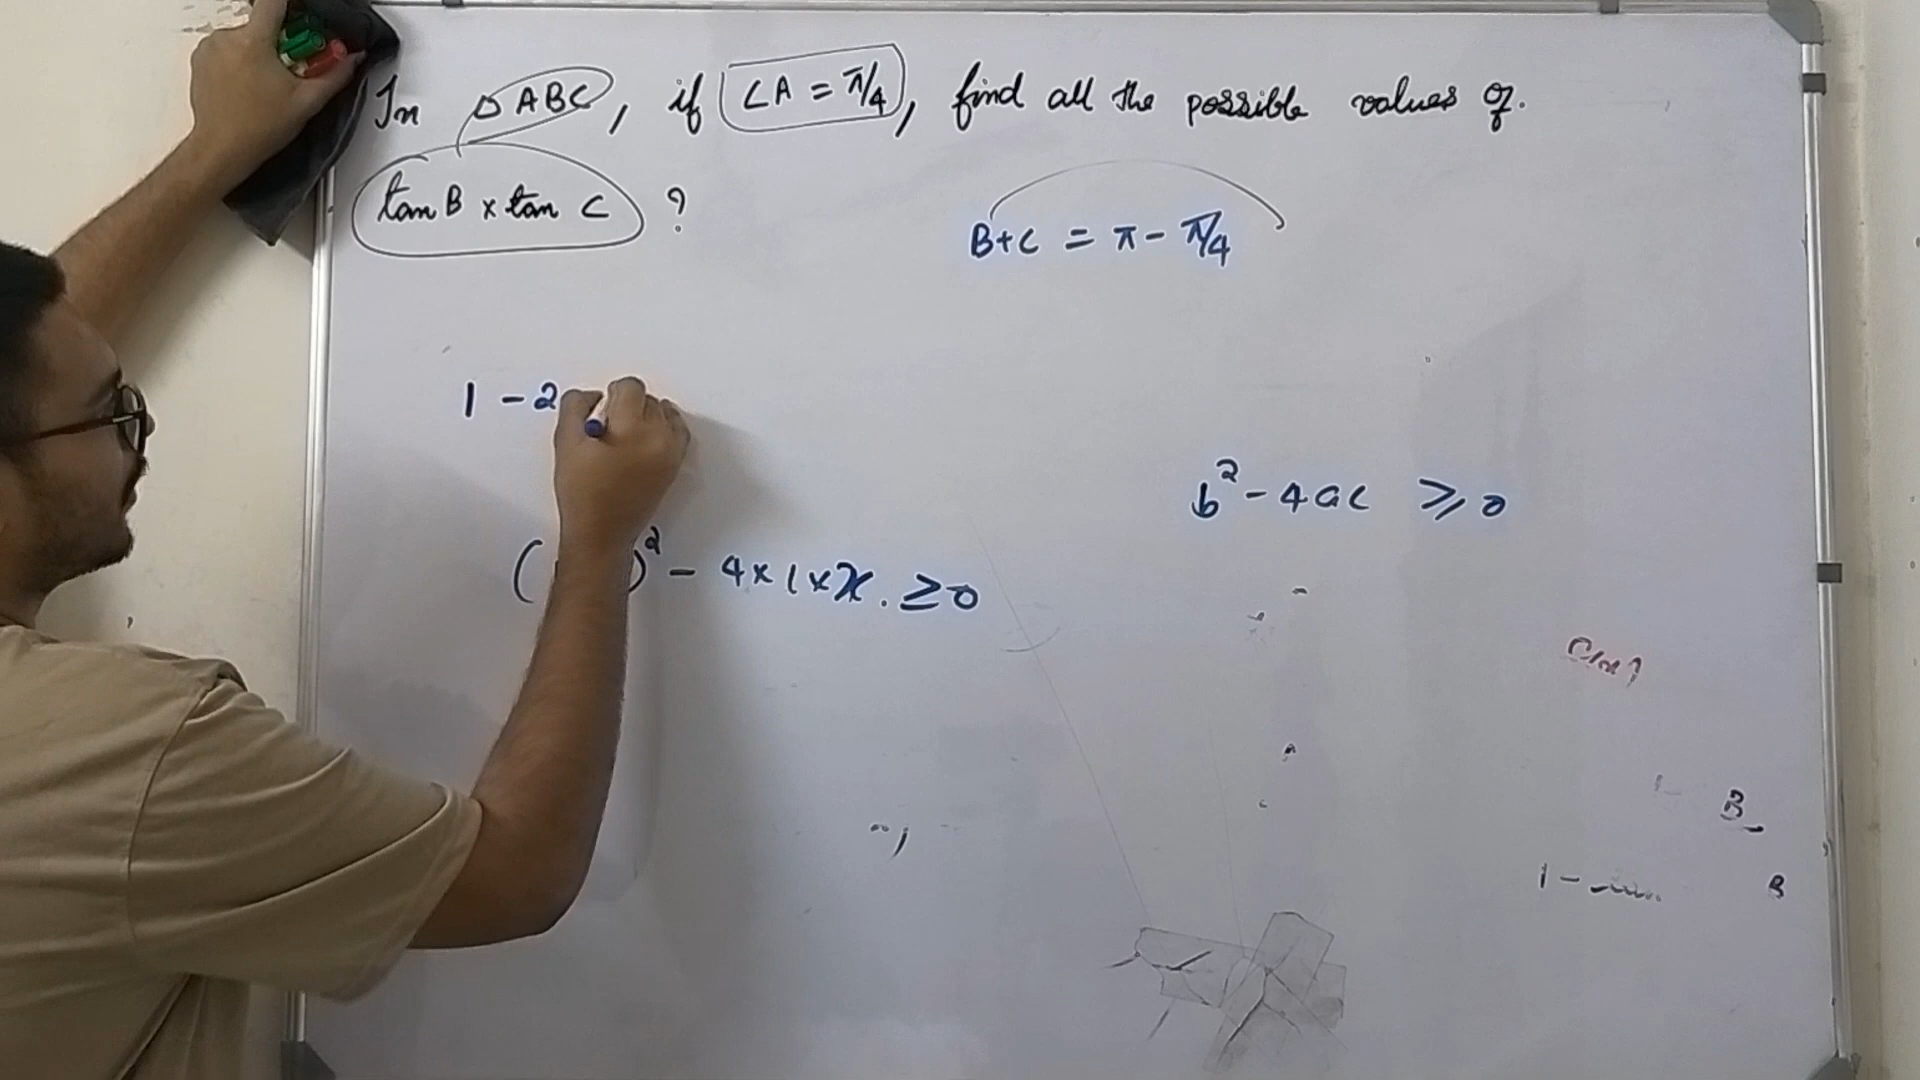 In △ABC, if ∠A = π/4, find all the possible values of.
tan B × tan C ?
B+C = π - π/4
1 - 2
b² - 4ac ⩾ 0
( )² - 4×1×x. ≥0
B
1 -
B